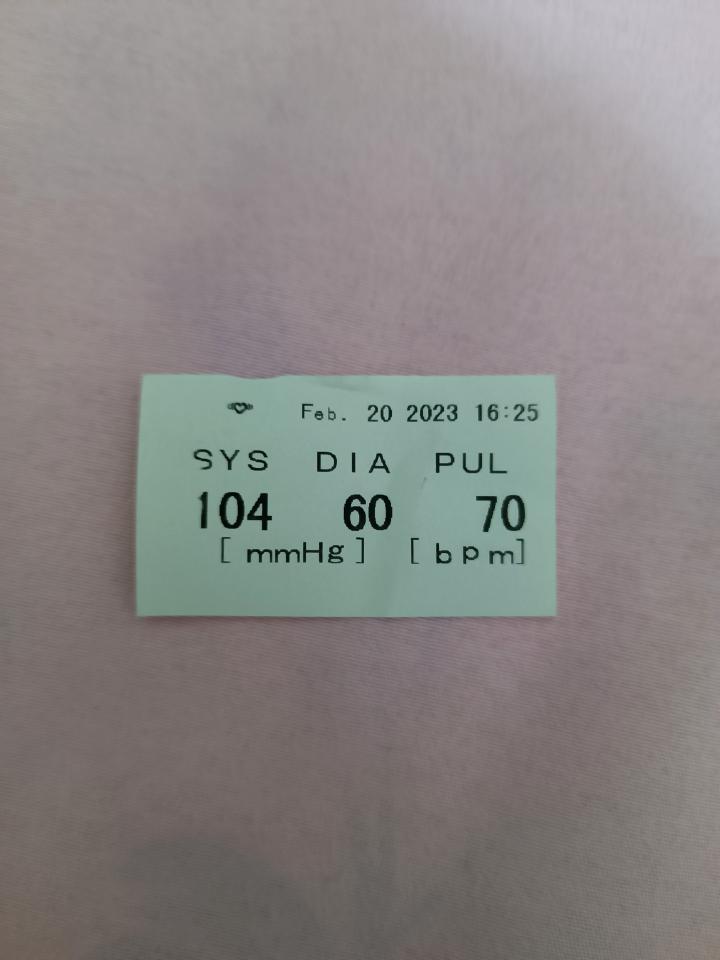 Feb. 20 2023 16:25
SYS DIA PUL
104 60 70
[ mmHg ] [ bpm]